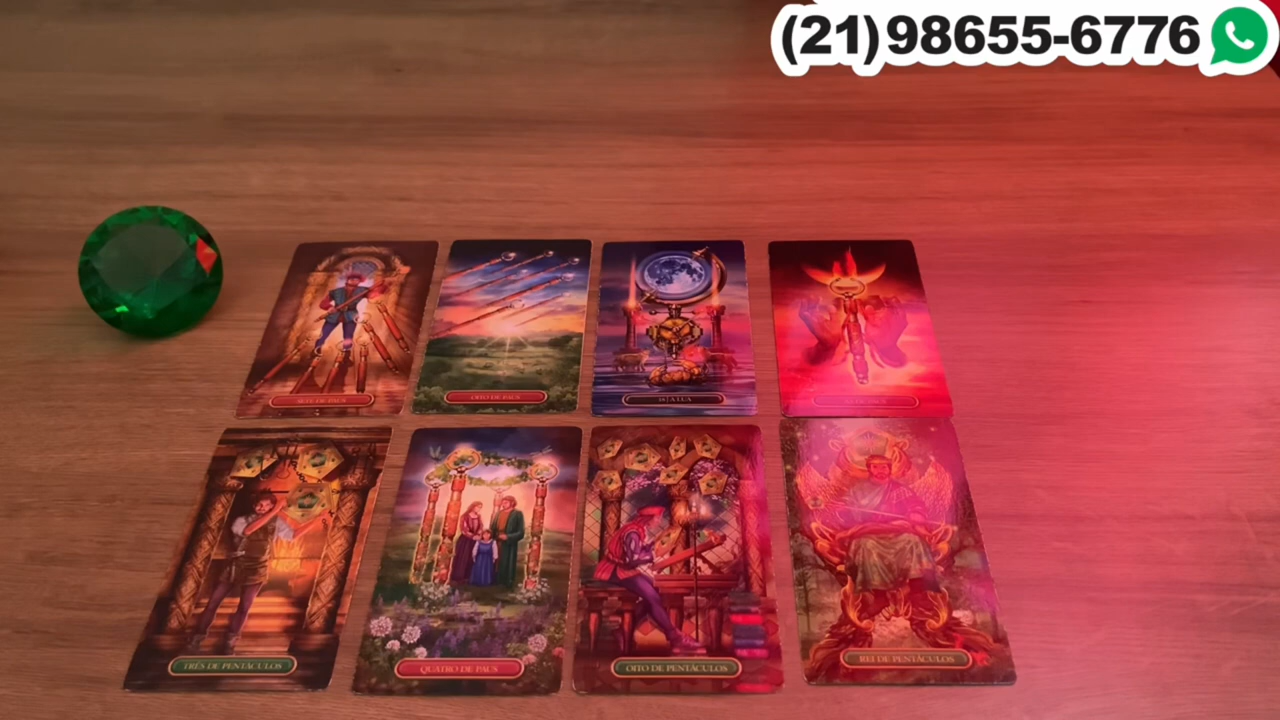 (21)98655-6776
SETE DE PAUS
OITO DE PAUS
18 | A LUA
TRÊS DE PENTÁCULOS
QUATRO DE PAUS
OITO DE PENTÁCULOS
REI DE PENTÁCULOS